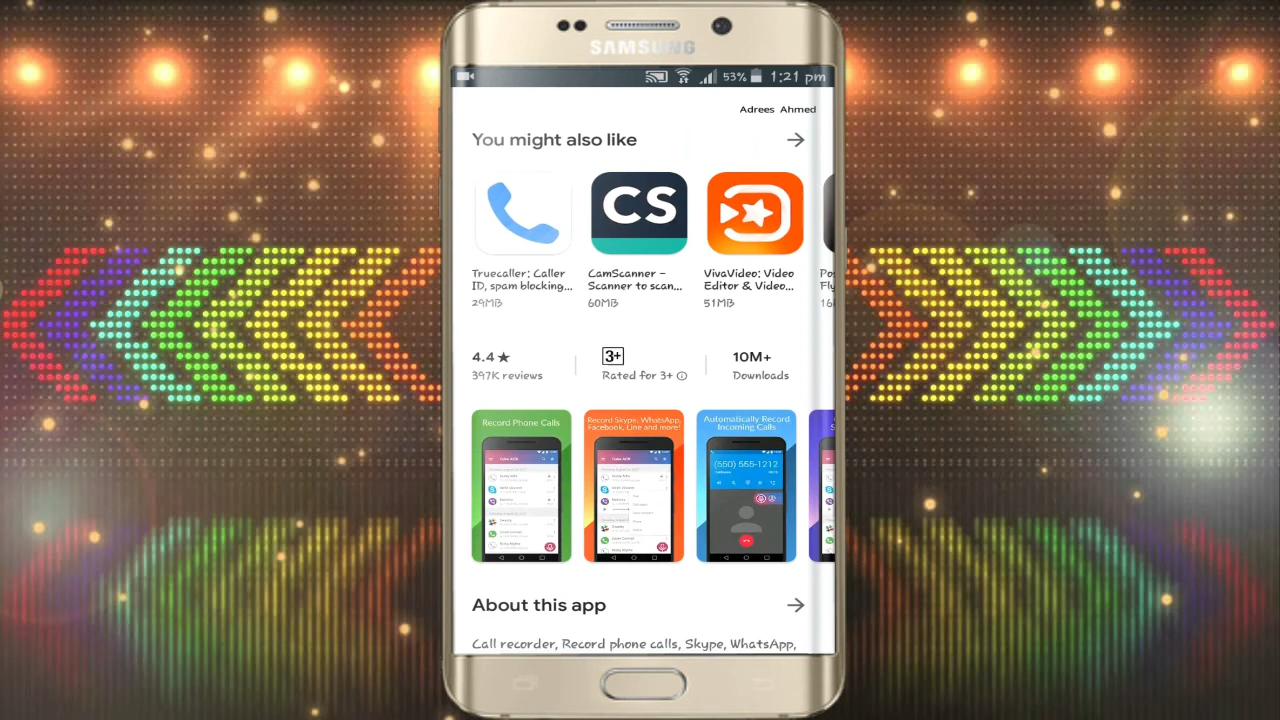 SAMSUNG
53% 1:21 pm
Adrees Ahmed
You might also like
CS
Truecaller: Caller
ID, spam blocking...
29MB
CamScanner -
Scanner to scan...
60MB
VivaVideo: Video
Editor & Video...
51MB
4.4★
397K reviews
3+
Rated for 3+
10M+
Downloads
Record Phone Calls
Record Skype, WhatsApp,
Facebook, Line and more!
Automatically Record
Incoming Calls
(550) 555-1212
About this app
Call recorder, Record phone calls, Skype, WhatsApp,